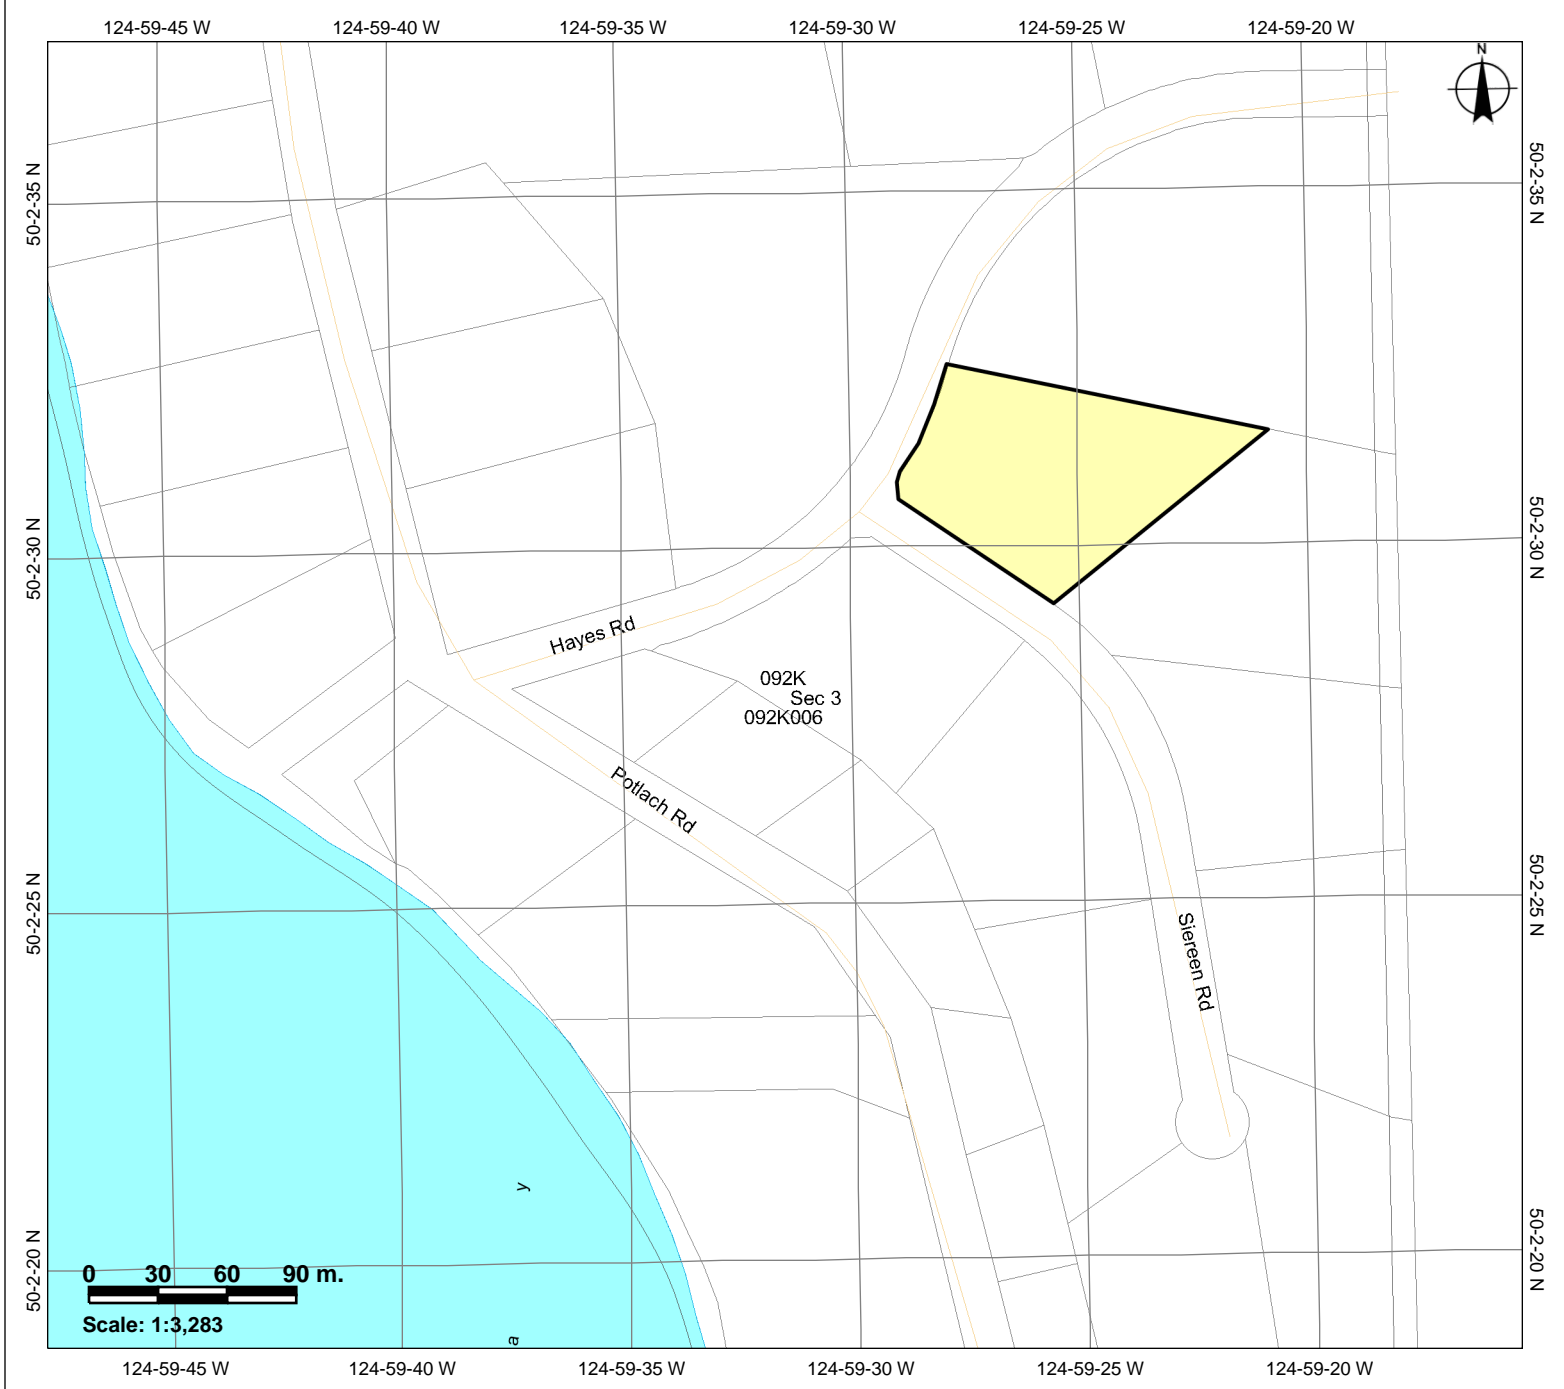 124-59-45 W 124-59-40 W 124-59-35 W 124-59-30 W 124-59-25 W 124-59-20 W
N
50-2-35 N
50-2-35 N
50-2-30 N
50-2-30 N
Hayes Rd
092K
Sec 3
092K006
Potlach Rd
50-2-25 N
50-2-25 N
Siereen Rd
y
50-2-20 N
50-2-20 N
0 30 60 90 m.
Scale: 1:3,283
a
124-59-45 W 124-59-40 W 124-59-35 W 124-59-30 W 124-59-25 W 124-59-20 W